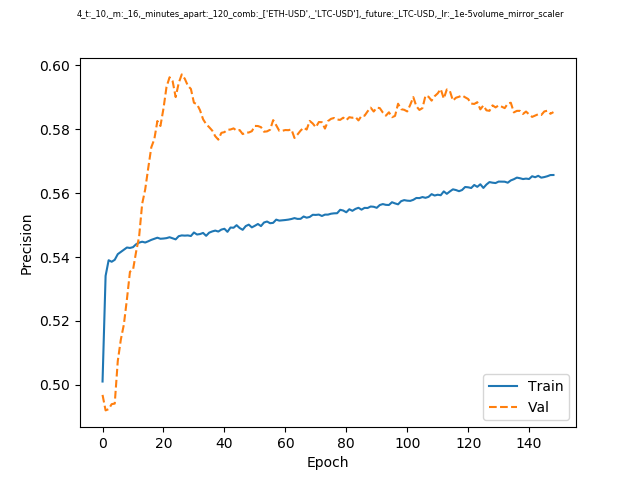 4_t:_10,_m:_16,_minutes_apart:_120_comb:_['ETH-USD',_'LTC-USD'],_future:_LTC-USD,_lr:_1e-5volume_mirror_scaler
0.60
0.58
0.56
0.54
0.52
0.50
Precision
Train
Val
0 20 40 60 80 100 120 140
Epoch